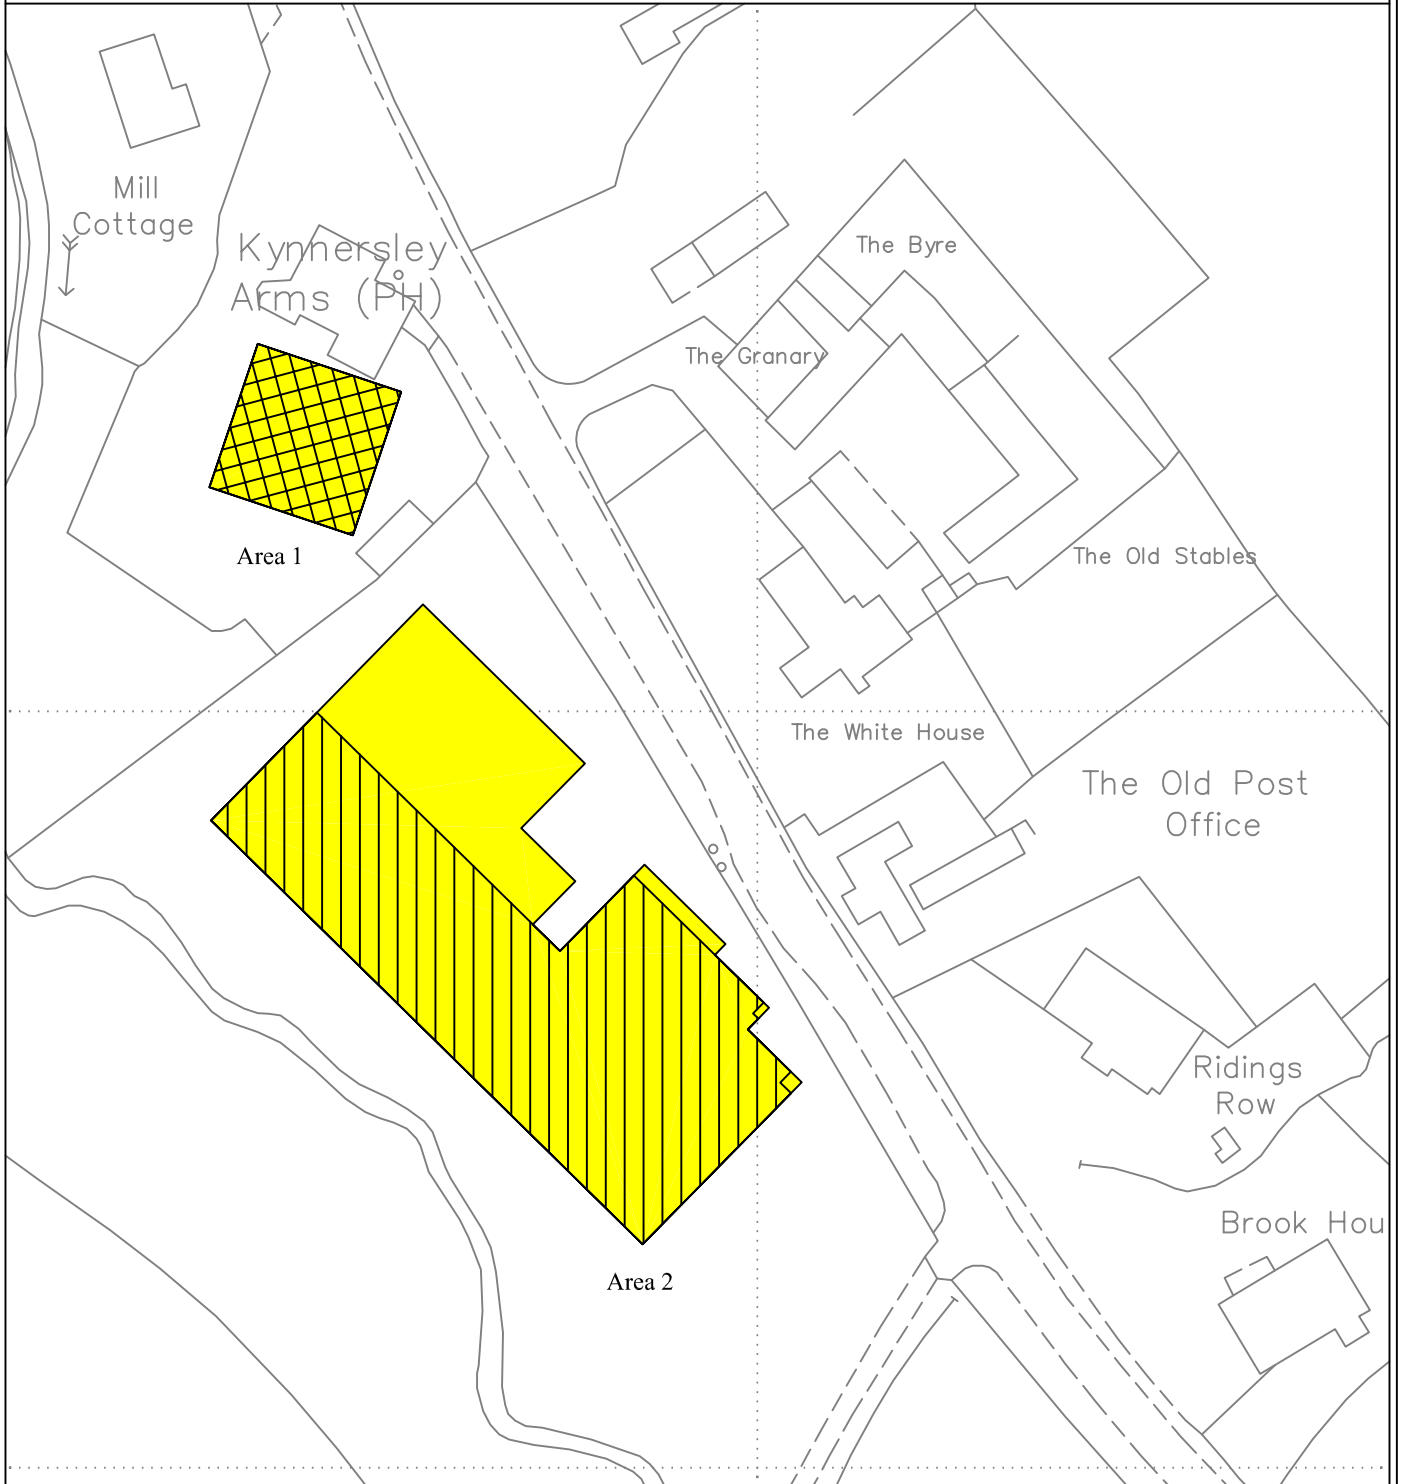 Mill
Cottage
Kynnersley
Arms (PH)
The Byre
The Granary
Area 1
The Old Stables
The White House
The Old Post
Office
Ridings
Row
Brook Hou
Area 2